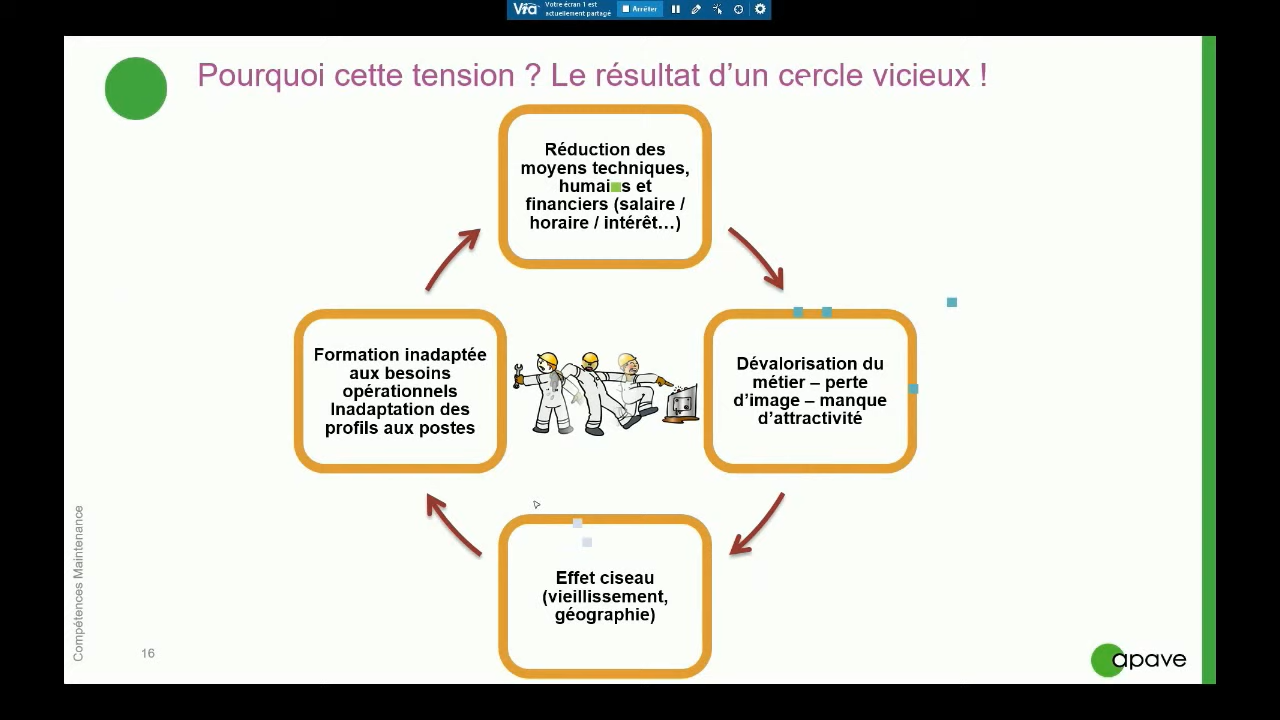 Vra
Votre écran 1 est
actuellement partagé
Arrêter
Pourquoi cette tension ? Le résultat d’un cercle vicieux !
Réduction des
moyens techniques,
humains et
financiers (salaire /
horaire / intérêt…)
Formation inadaptée
aux besoins
opérationnels
Inadaptation des
profils aux postes
Dévalorisation du
métier – perte
d’image – manque
d’attractivité
Effet ciseau
(vieillissement,
géographie)
Compétences Maintenance
16
apave